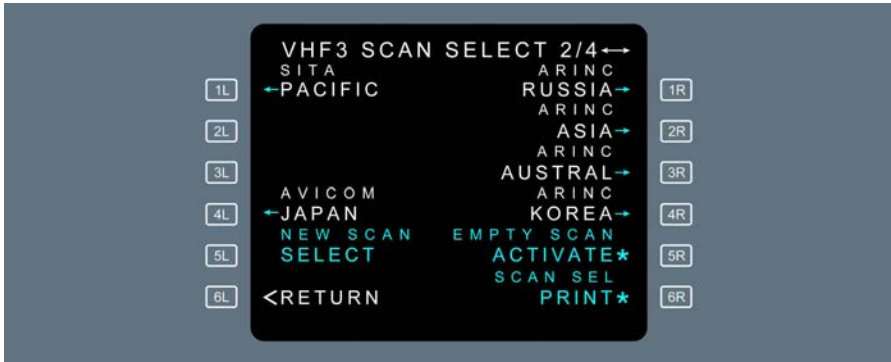 VHF3 SCAN SELECT 2/4↔
SITA ARINC
1L ←PACIFIC RUSSIA→ 1R
ARINC
2L ASIA→ 2R
ARINC
3L AUSTRAL→ 3R
AVICOM ARINC
4L ←JAPAN KOREA→ 4R
NEW SCAN EMPTY SCAN
5L SELECT ACTIVATE* 5R
SCAN SEL
6L <RETURN PRINT* 6R